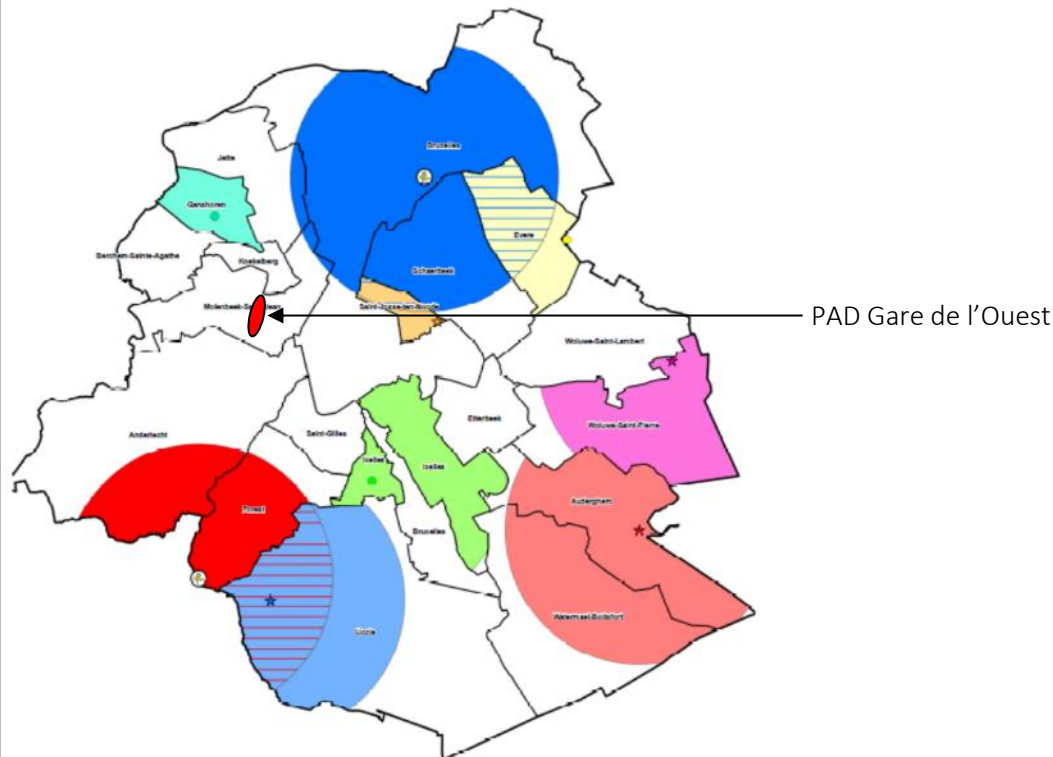 Bruxelles
Jette
Ganshoren
Evere
Berchem-Sainte-Agathe
Koekelberg
Schaerbeek
Saint-Josse-ten-Noode
PAD Gare de l’Ouest
Woluwe-Saint-Lambert
Etterbeek
Woluwe-Saint-Pierre
Anderlecht
Saint-Gilles
Ixelles
Ixelles
Auderghem
Forest
Bruxelles
Watermael-Boitsfort
Uccle